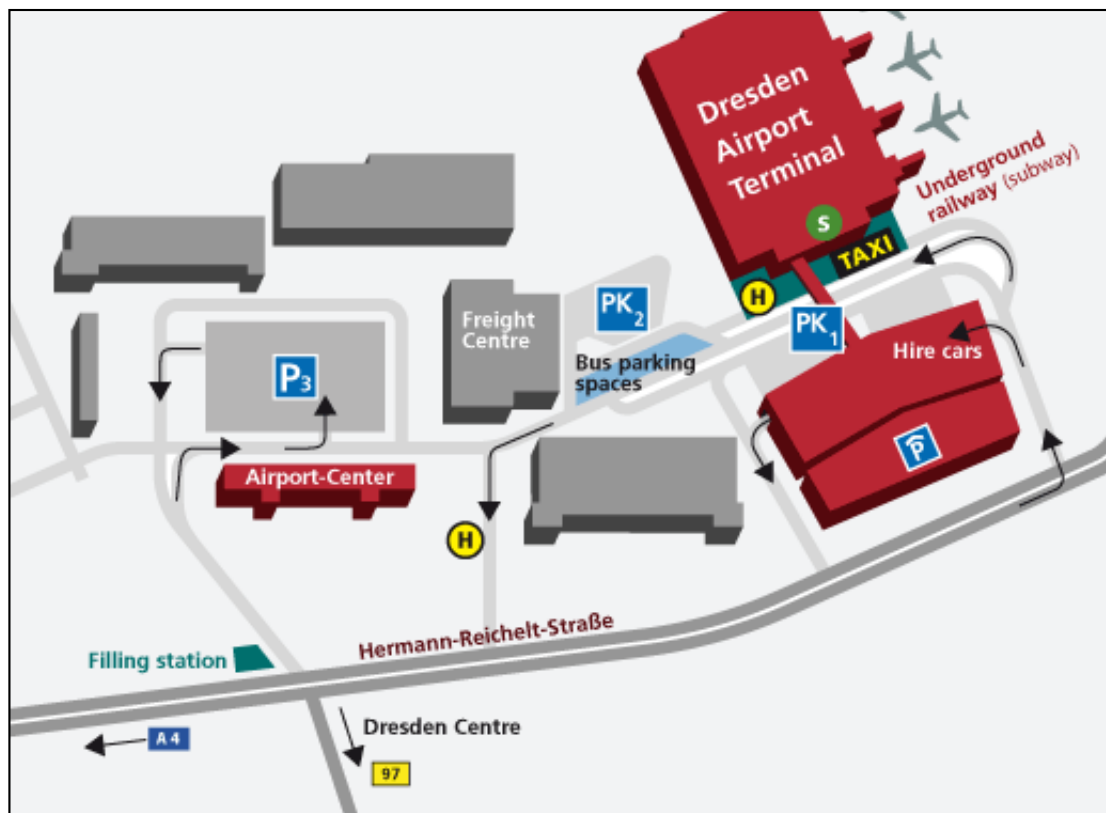 Dresden
Airport
Terminal
Underground
railway (subway)
S
TAXI
H
PK2
PK1
Freight
Centre
Bus parking
spaces
Hire cars
P3
P
Airport-Center
H
Hermann-Reichelt-Straße
Filling station
A 4
Dresden Centre
97